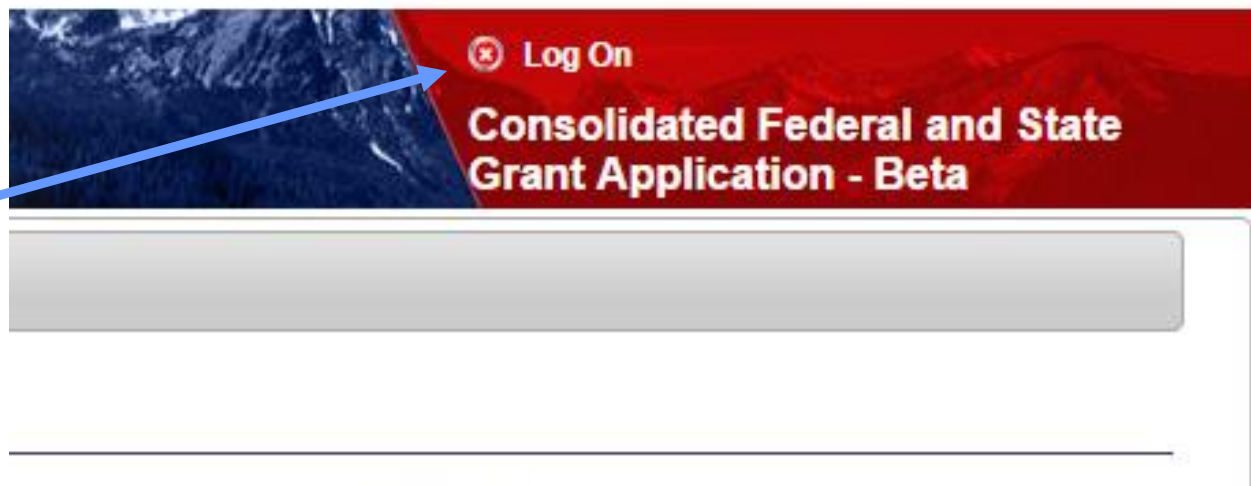 Log On
Consolidated Federal and State
Grant Application - Beta